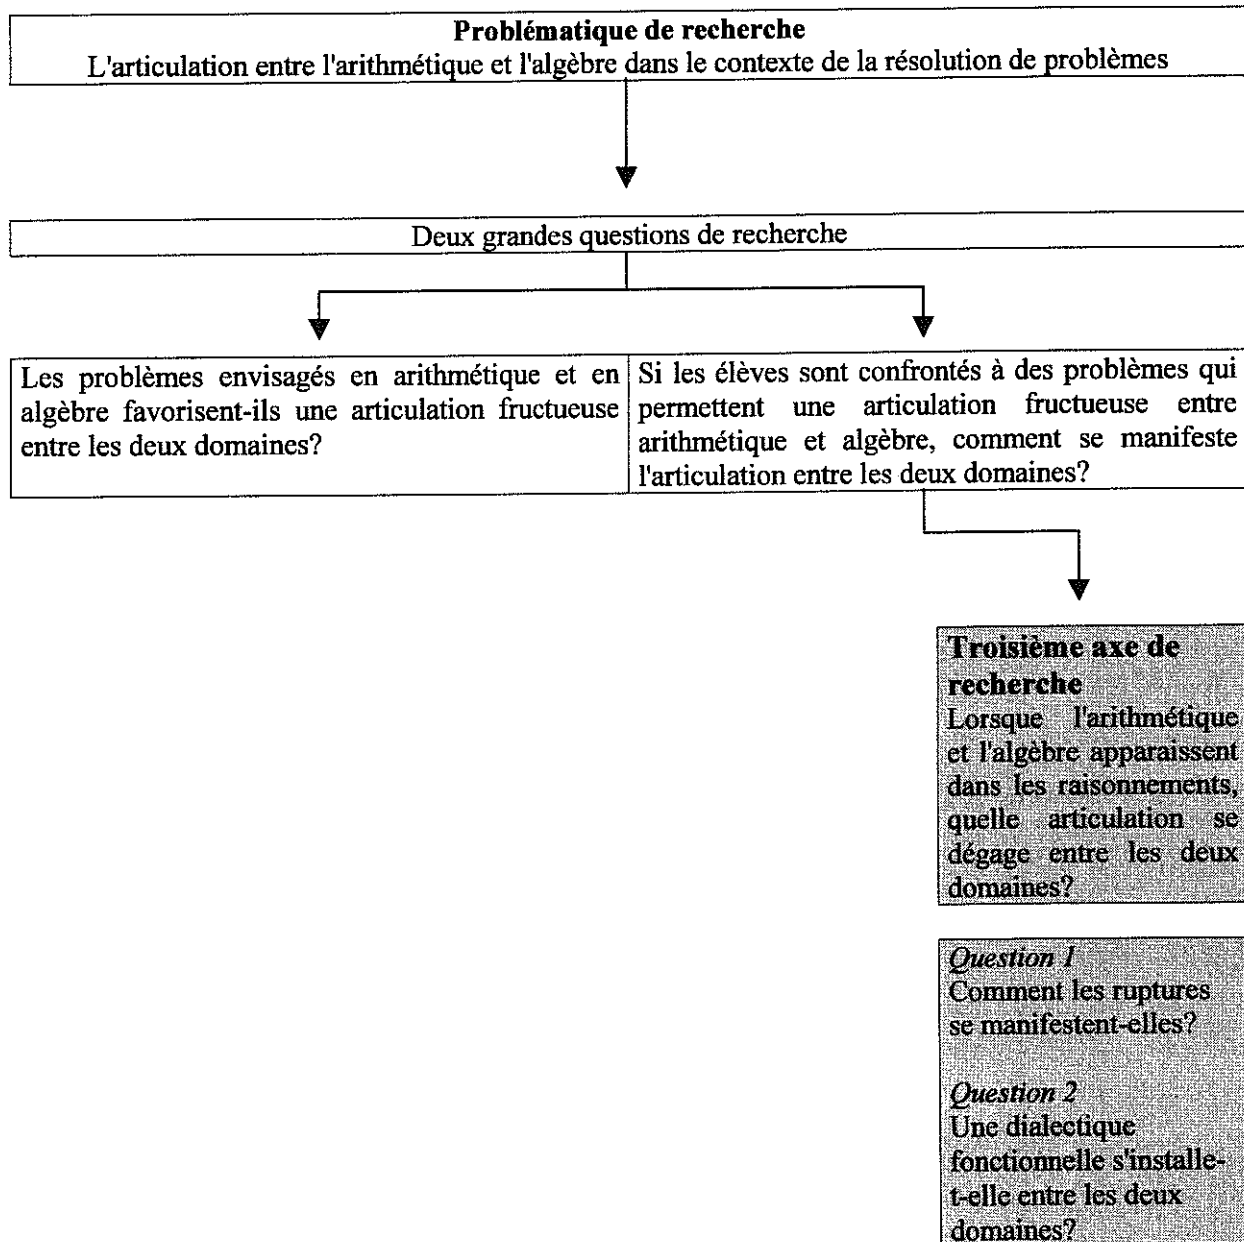 Problématique de recherche
L'articulation entre l'arithmétique et l'algèbre dans le contexte de la résolution de problèmes
Deux grandes questions de recherche
Les problèmes envisagés en arithmétique et en
algèbre favorisent-ils une articulation fructueuse
entre les deux domaines?
Si les élèves sont confrontés à des problèmes qui
permettent une articulation fructueuse entre
arithmétique et algèbre, comment se manifeste
l'articulation entre les deux domaines?
Troisième axe de
recherche
Lorsque l'arithmétique
et l'algèbre apparaissent
dans les raisonnements,
quelle articulation se
dégage entre les deux
domaines?
Question 1
Comment les ruptures
se manifestent-elles?
Question 2
Une dialectique
fonctionnelle s'installe-
t-elle entre les deux
domaines?